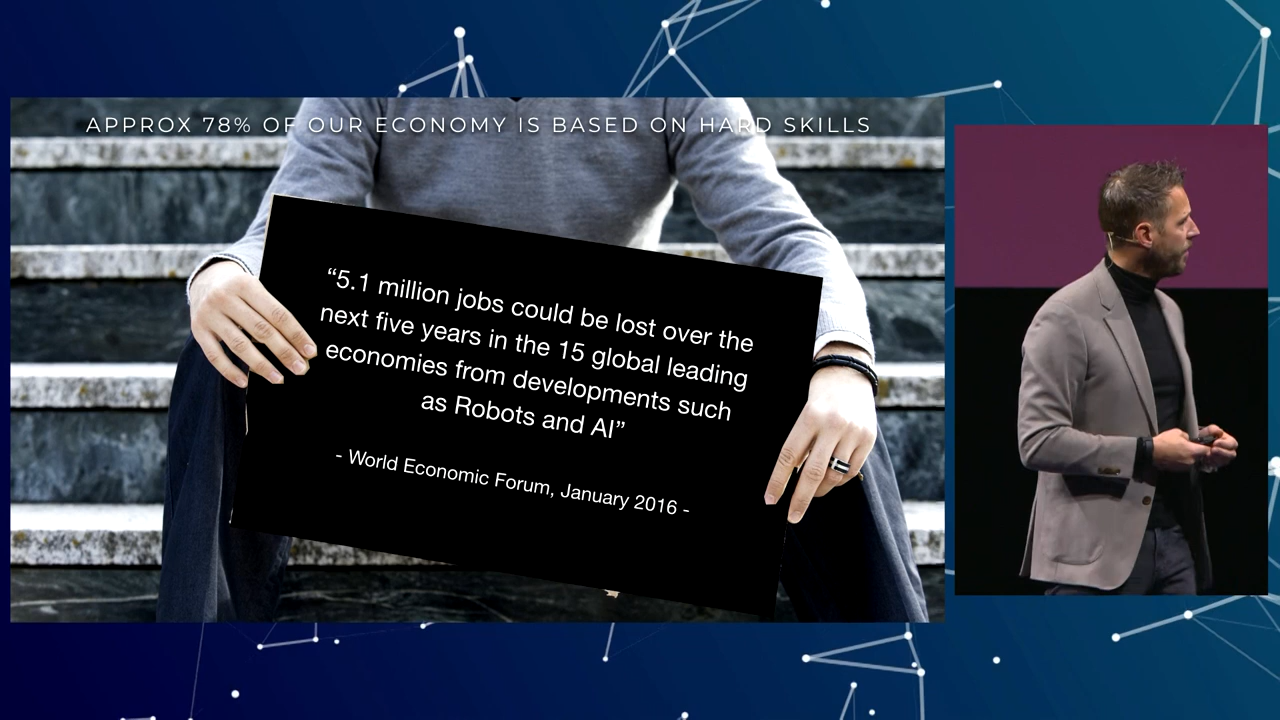 APPROX 78% OF OUR ECONOMY IS BASED ON HARD SKILLS
“5.1 million jobs could be lost over the
next five years in the 15 global leading
economies from developments such
as Robots and AI”
- World Economic Forum, January 2016 -